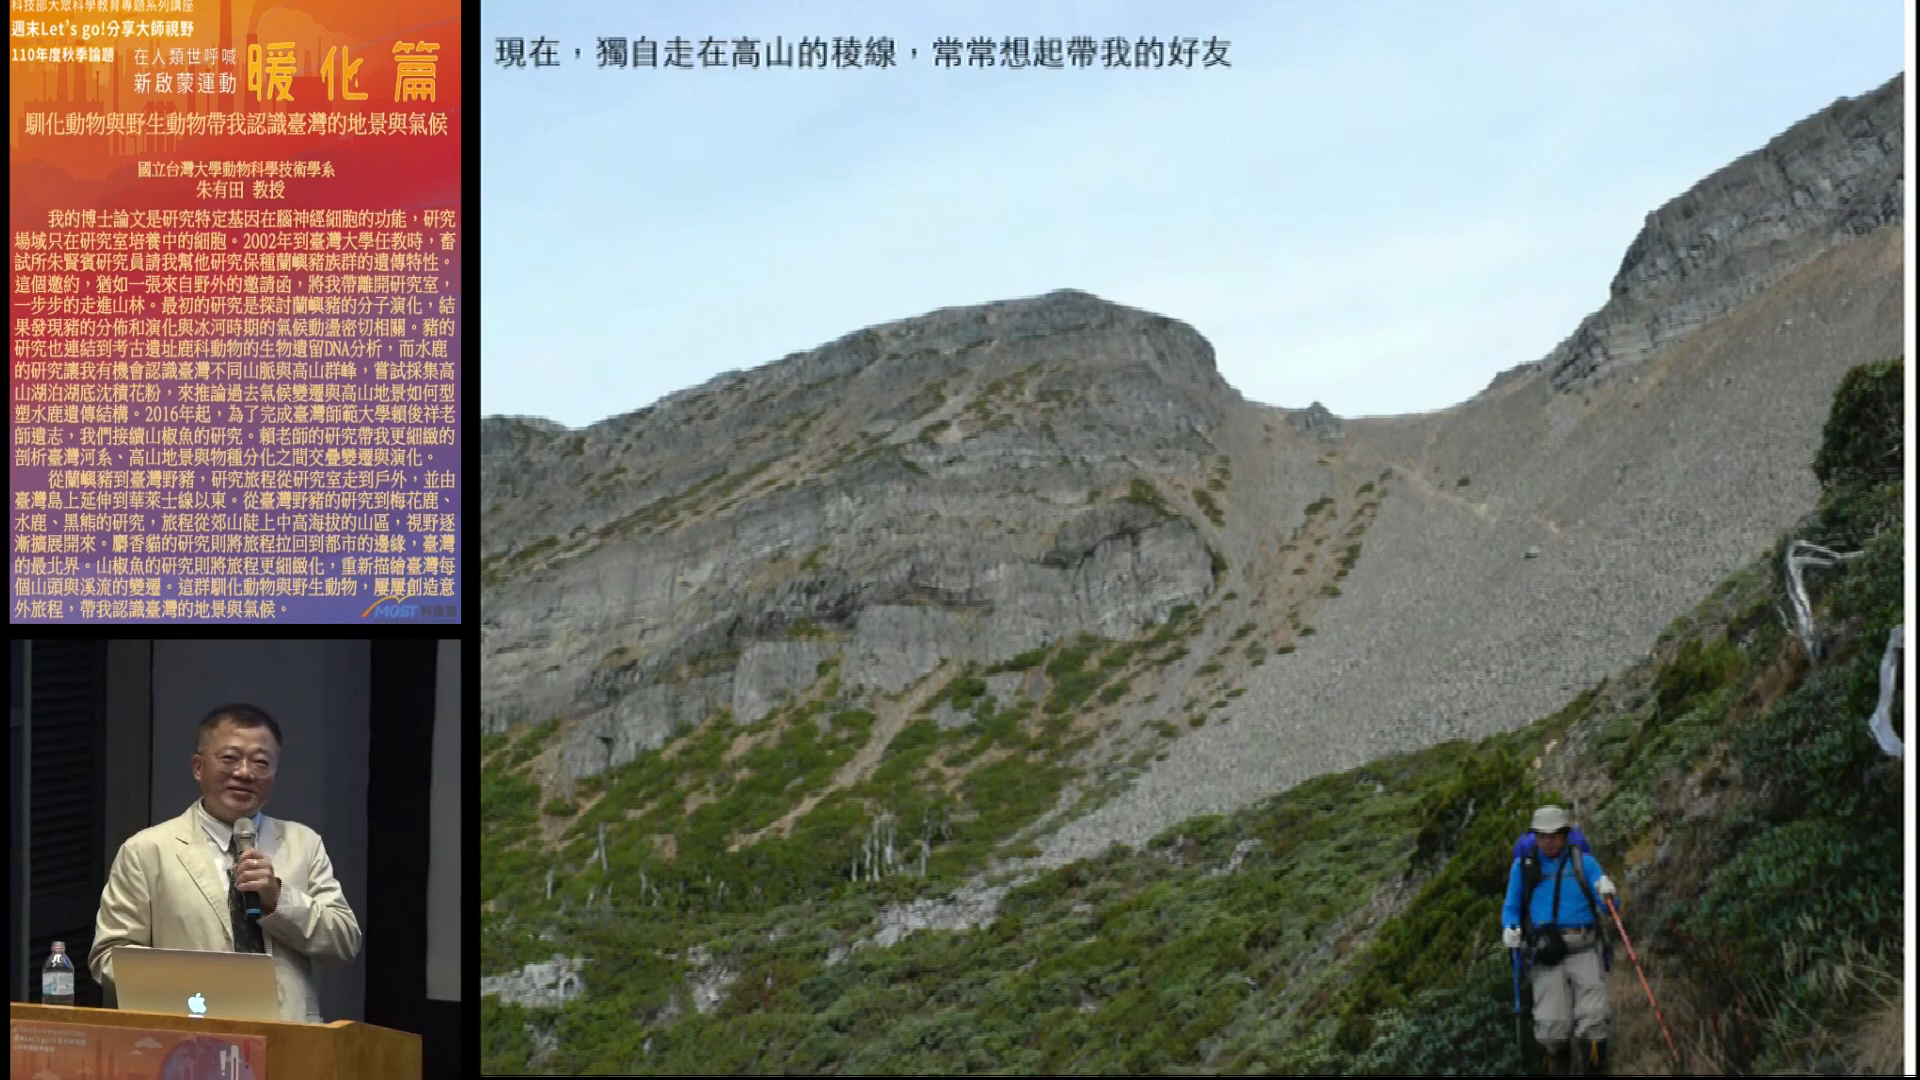 科技部大眾科學教育專題系列講座
週末Let's go!分享大師視野
110年度秋季論題
在人類世呼喊
新啟蒙運動
暖化篇
馴化動物與野生動物帶我認識臺灣的地景與氣候
國立台灣大學動物科學技術學系
朱有田 教授
我的博士論文是研究特定基因在腦神經細胞的功能，研究
場域只在研究室培養中的細胞。2002年到臺灣大學任教時，畜
試所朱賢賓研究員請我幫他研究保種蘭嶼豬族群的遺傳特性。
這個邀約，猶如一張來自野外的邀請函，將我帶離開研究室，
一步步的走進山林。最初的研究是探討蘭嶼豬的分子演化，結
果發現豬的分佈和演化與冰河時期的氣候動盪密切相關。豬的
研究也連結到考古遺址鹿科動物的生物遺留DNA分析，而水鹿
的研究讓我有機會認識臺灣不同山脈與高山群峰，嘗試採集高
山湖泊湖底沈積花粉，來推論過去氣候變遷與高山地景如何型
塑水鹿遺傳結構。2016年起，為了完成臺灣師範大學賴俊祥老
師遺志，我們接續山椒魚的研究。賴老師的研究帶我更細緻的
剖析臺灣河系、高山地景與物種分化之間交疊變遷與演化。
從蘭嶼豬到臺灣野豬，研究旅程從研究室走到戶外，並由
臺灣島上延伸到華萊士線以東。從臺灣野豬的研究到梅花鹿、
水鹿、黑熊的研究，旅程從郊山陡上中高海拔的山區，視野逐
漸擴展開來。麝香貓的研究則將旅程拉回到都市的邊緣，臺灣
的最北界。山椒魚的研究則將旅程更細緻化，重新描繪臺灣每
個山頭與溪流的變遷。這群馴化動物與野生動物，屢屢創造意
外旅程，帶我認識臺灣的地景與氣候。
MOST 科技部
現在，獨自走在高山的稜線，常常想起帶我的好友